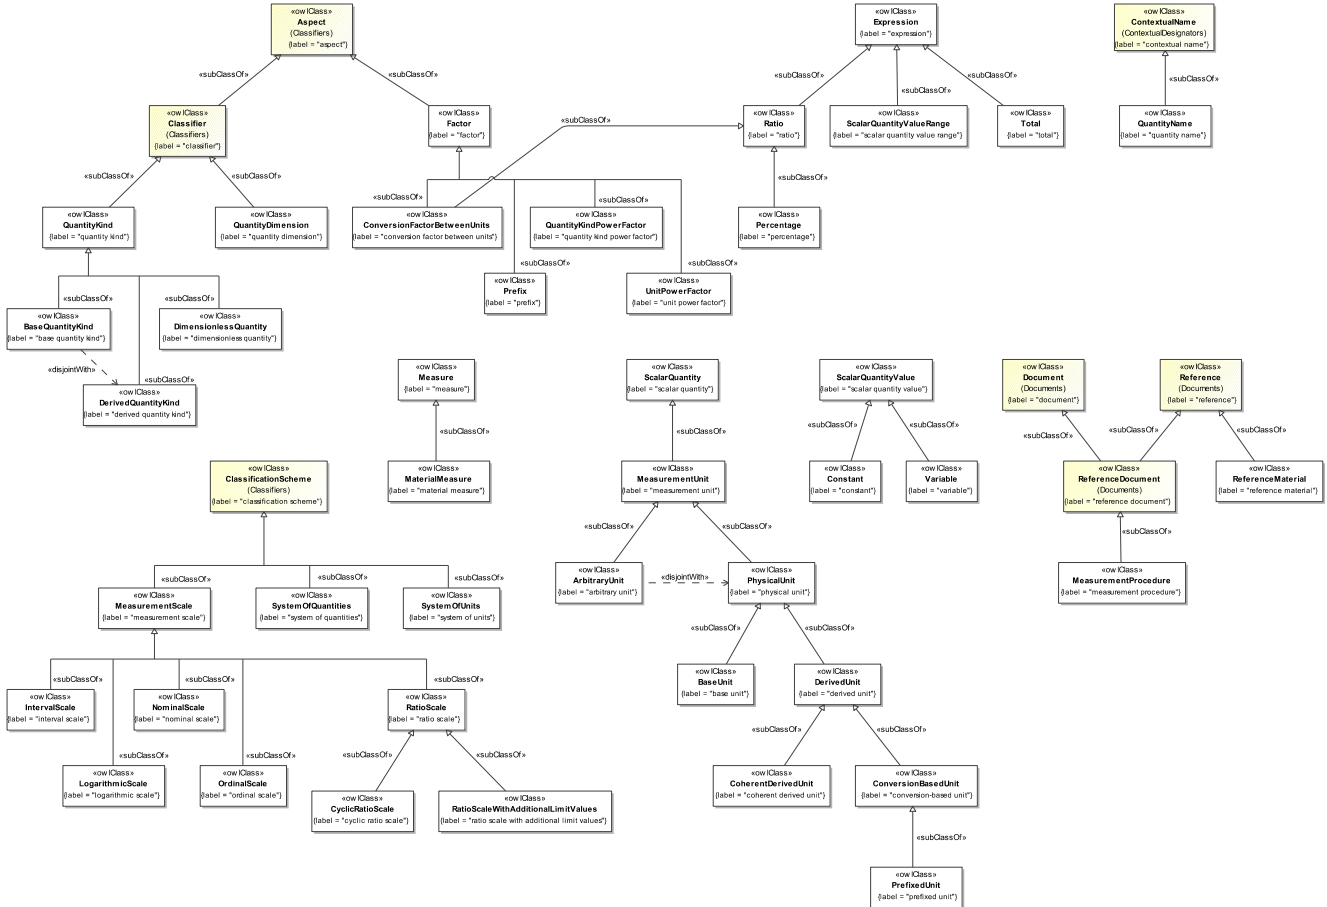 «owlClass»
Aspect
(Classifiers)
{label = "aspect"}
«owlClass»
Expression
{label = "expression"}
«owlClass»
ContextualName
(ContextualDesignators)
{label = "contextual name"}
«subClassOf»
«subClassOf»
«subClassOf»
«subClassOf»
«subClassOf»
«subClassOf»
«owlClass»
Classifier
(Classifiers)
{label = "classifier"}
«owlClass»
Factor
{label = "factor"}
«subClassOf»
«owlClass»
Ratio
{label = "ratio"}
«owlClass»
ScalarQuantityValueRange
{label = "scalar quantity value range"}
«owlClass»
Total
{label = "total"}
«owlClass»
QuantityName
{label = "quantity name"}
«subClassOf»
«subClassOf»
«subClassOf»
«subClassOf»
«subClassOf»
«owlClass»
QuantityKind
{label = "quantity kind"}
«owlClass»
QuantityDimension
{label = "quantity dimension"}
«owlClass»
ConversionFactorBetweenUnits
{label = "conversion factor between units"}
«owlClass»
QuantityKindPowerFactor
{label = "quantity kind power factor"}
«owlClass»
Percentage
{label = "percentage"}
«subClassOf»
«subClassOf»
«owlClass»
Prefix
{label = "prefix"}
«owlClass»
UnitPowerFactor
{label = "unit power factor"}
«subClassOf»
«subClassOf»
«owlClass»
BaseQuantityKind
{label = "base quantity kind"}
«owlClass»
DimensionlessQuantity
{label = "dimensionless quantity"}
«disjointWith»
«subClassOf»
«owlClass»
DerivedQuantityKind
{label = "derived quantity kind"}
«owlClass»
Measure
{label = "measure"}
«owlClass»
ScalarQuantity
{label = "scalar quantity"}
«owlClass»
ScalarQuantityValue
{label = "scalar quantity value"}
«owlClass»
Document
(Documents)
{label = "document"}
«owlClass»
Reference
(Documents)
{label = "reference"}
«subClassOf»
«subClassOf»
«subClassOf»
«subClassOf»
«subClassOf»
«subClassOf»
«subClassOf»
«owlClass»
ClassificationScheme
(Classifiers)
{label = "classification scheme"}
«owlClass»
MaterialMeasure
{label = "material measure"}
«owlClass»
MeasurementUnit
{label = "measurement unit"}
«owlClass»
Constant
{label = "constant"}
«owlClass»
Variable
{label = "variable"}
«owlClass»
ReferenceDocument
(Documents)
{label = "reference document"}
«owlClass»
ReferenceMaterial
{label = "reference material"}
«subClassOf»
«subClassOf»
«subClassOf»
«owlClass»
ArbitraryUnit
{label = "arbitrary unit"}
«disjointWith»
«owlClass»
PhysicalUnit
{label = "physical unit"}
«owlClass»
MeasurementProcedure
{label = "measurement procedure"}
«subClassOf»
«subClassOf»
«subClassOf»
«owlClass»
MeasurementScale
{label = "measurement scale"}
«owlClass»
SystemOfQuantities
{label = "system of quantities"}
«owlClass»
SystemOfUnits
{label = "system of units"}
«subClassOf»
«subClassOf»
«owlClass»
BaseUnit
{label = "base unit"}
«owlClass»
DerivedUnit
{label = "derived unit"}
«subClassOf»
«subClassOf»
«subClassOf»
«owlClass»
IntervalScale
{label = "interval scale"}
«owlClass»
NominalScale
{label = "nominal scale"}
«owlClass»
RatioScale
{label = "ratio scale"}
«subClassOf»
«subClassOf»
«subClassOf»
«subClassOf»
«subClassOf»
«subClassOf»
«owlClass»
LogarithmicScale
{label = "logarithmic scale"}
«owlClass»
OrdinalScale
{label = "ordinal scale"}
«owlClass»
CyclicRatioScale
{label = "cyclic ratio scale"}
«owlClass»
RatioScaleWithAdditionalLimitValues
{label = "ratio scale with additional limit values"}
«owlClass»
CoherentDerivedUnit
{label = "coherent derived unit"}
«owlClass»
ConversionBasedUnit
{label = "conversion-based unit"}
«subClassOf»
«owlClass»
PrefixedUnit
{label = "prefixed unit"}